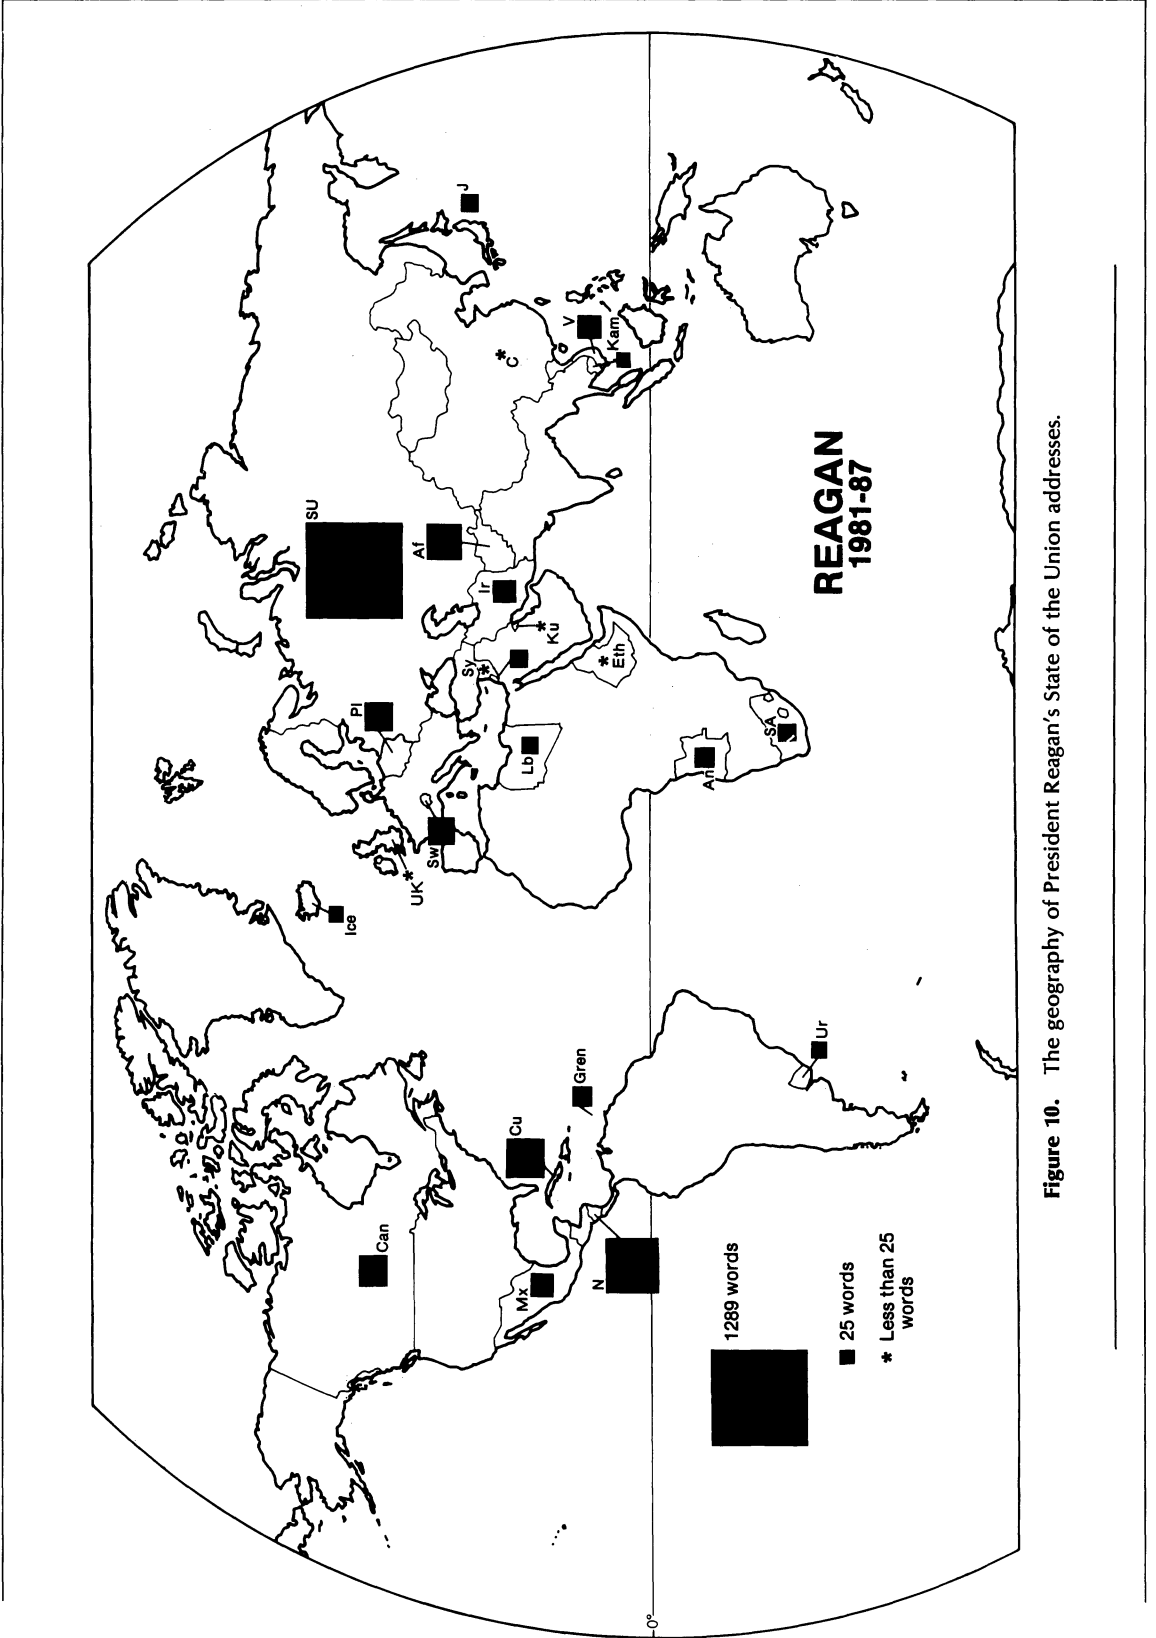 SU
J
Af
V
Kam
C
Ir
Ku
Sy
Eth
Pl
Lb
SA
An
Sw
UK
Ice
Can
Cu
Gren
Mx
N
Ur
0°
REAGAN
1981-87
1289 words
25 words
* Less than 25
words
Figure 10. The geography of President Reagan's State of the Union addresses.